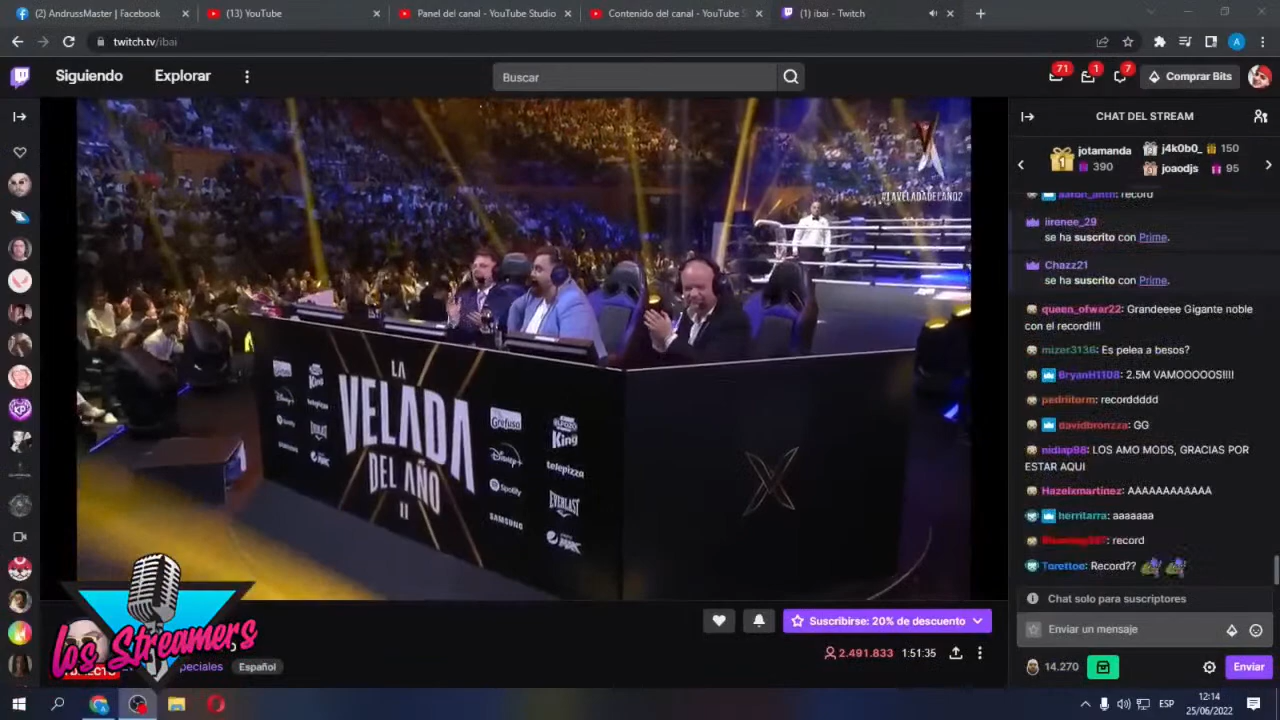 (2) AndrussMaster | Facebook
(13) YouTube
Panel del canal - YouTube Studio
Contenido del canal - YouTube S
(1) ibai - Twitch
twitch.tv/ibai
A
Siguiendo
Explorar
Buscar
71
1
7
Comprar Bits
CHAT DEL STREAM
1
jotamanda
390
j4k0b0_ 150
joaodjs 95
#LAVELADADELANO2
record
iirenee_29
se ha suscrito con Prime.
Chazz21
se ha suscrito con Prime.
queen_ofwar22: Grandeeee Gigante noble
con el record!!!!
mizer3136: Es pelea a besos?
BryanH1108: 2.5M VAMOOOOS!!!!
pedriitorm: recordddd
davidbronzza: GG
nidiap98: LOS AMO MODS, GRACIAS POR
ESTAR AQUI
Hazelxmartinez: AAAAAAAAAAAA
herritarra: aaaaaa
record
Torettoe: Record??
Chat solo para suscriptores
Enviar un mensaje
14.270
Enviar
LA
VELADA
DEL AÑO
II
Grefusa
Disney+
Spotify
SAMSUNG
King
telepizza
EVERLAST
MAX
Los Streamers
peciales
Español
Suscribirse: 20% de descuento
2.491.833
1:51:35
ESP
12:14
25/06/2022